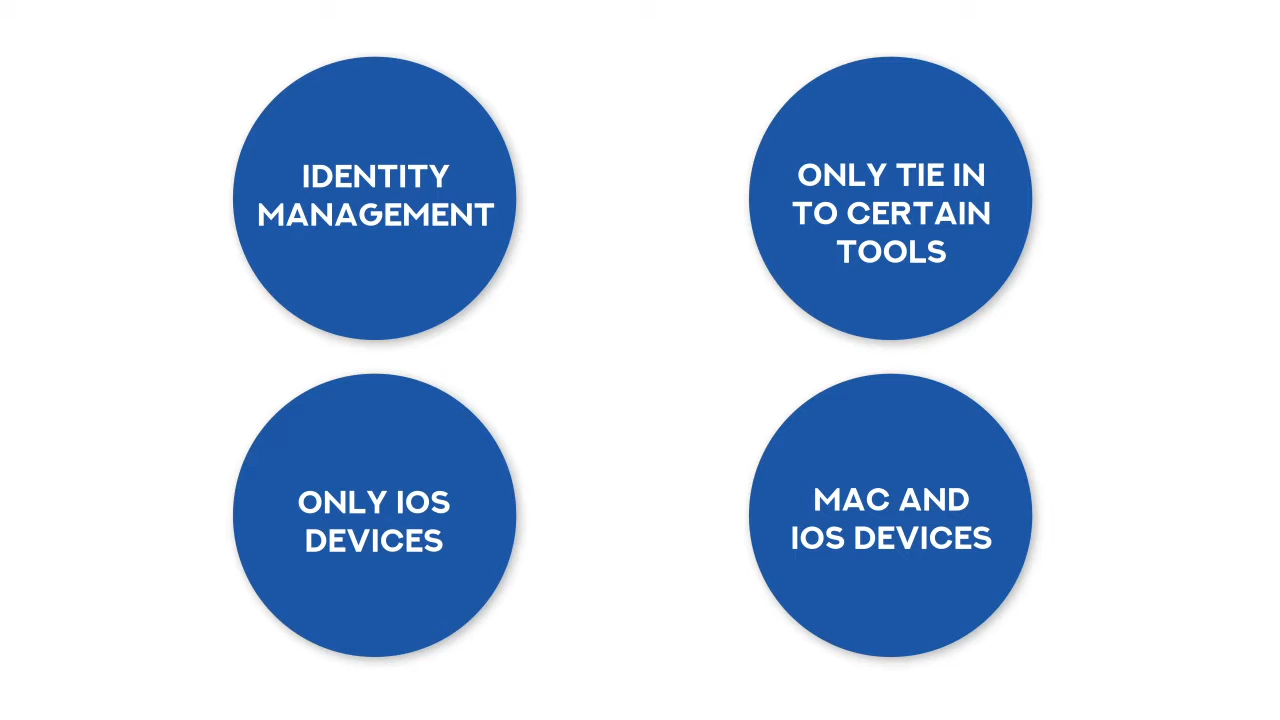 IDENTITY
MANAGEMENT
ONLY TIE IN
TO CERTAIN
TOOLS
ONLY IOS
DEVICES
MAC AND
IOS DEVICES